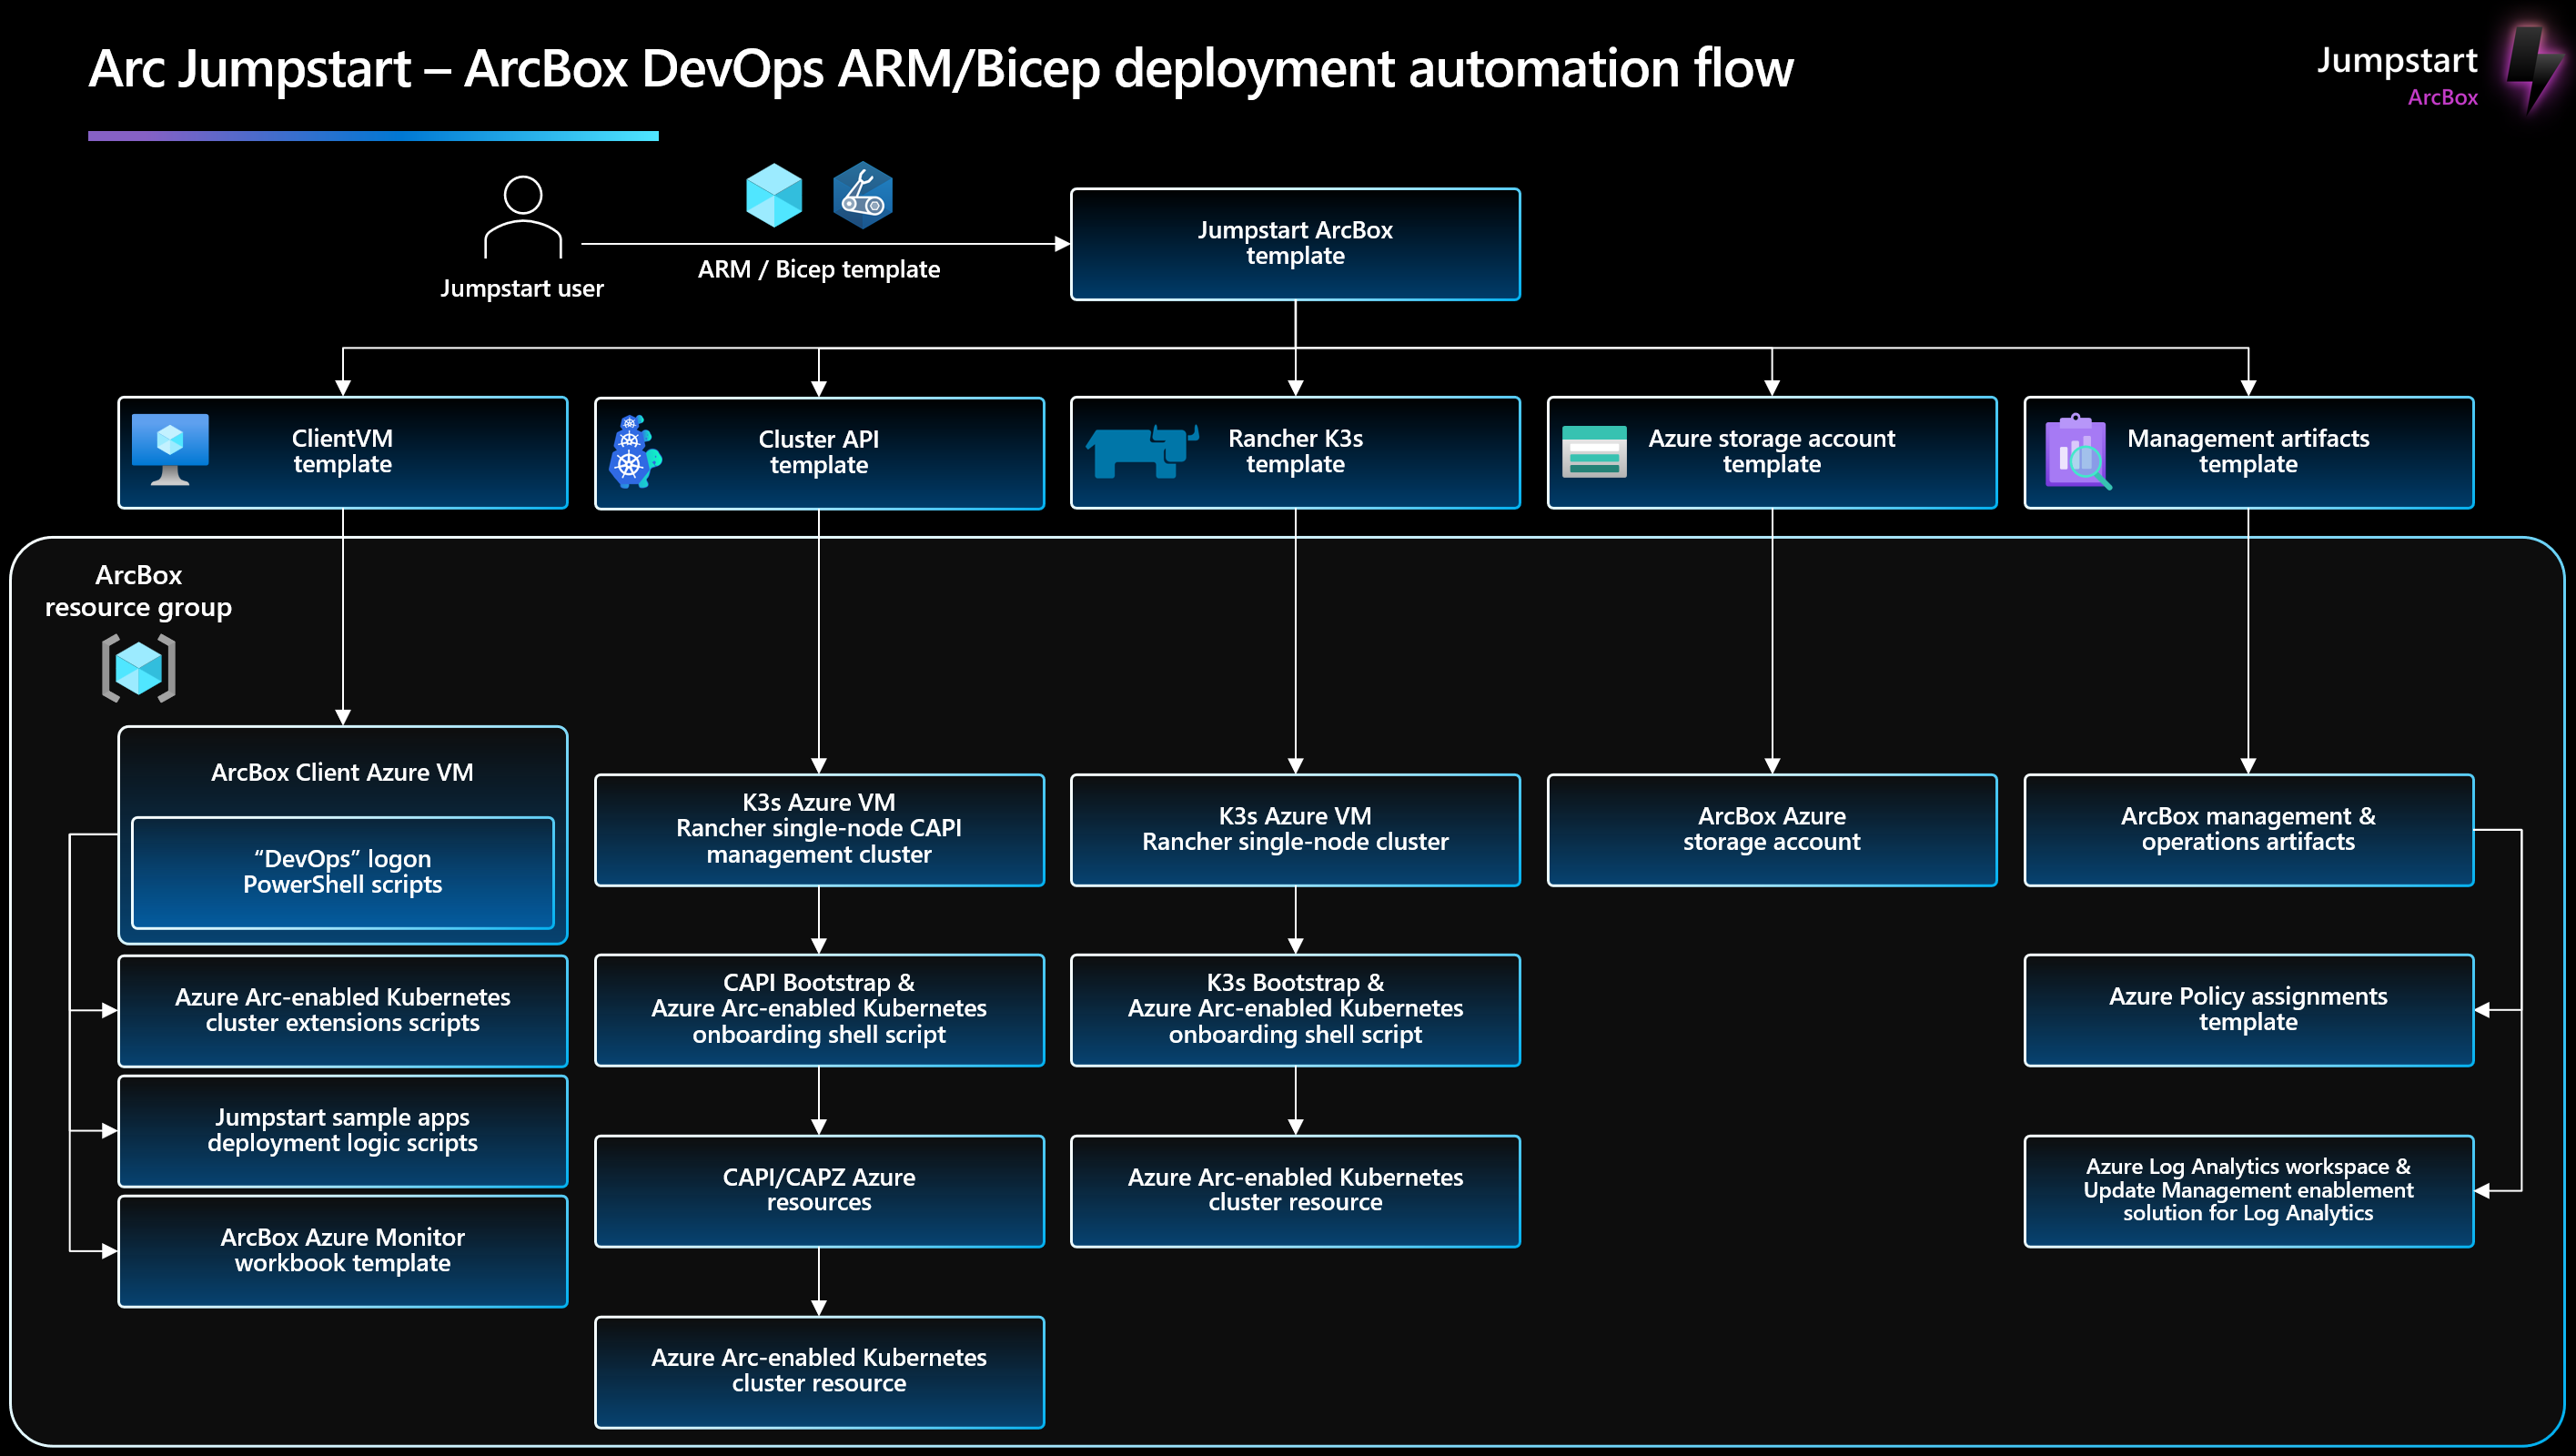 Arc Jumpstart – ArcBox DevOps ARM/Bicep deployment automation flow
Jumpstart
ArcBox
Jumpstart user
ARM / Bicep template
Jumpstart ArcBox
template
ClientVM
template
Cluster API
template
Rancher K3s
template
Azure storage account
template
Management artifacts
template
ArcBox
resource group
ArcBox Client Azure VM
“DevOps” logon
PowerShell scripts
Azure Arc-enabled Kubernetes
cluster extensions scripts
Jumpstart sample apps
deployment logic scripts
ArcBox Azure Monitor
workbook template
K3s Azure VM
Rancher single-node CAPI
management cluster
CAPI Bootstrap &
Azure Arc-enabled Kubernetes
onboarding shell script
CAPI/CAPZ Azure
resources
Azure Arc-enabled Kubernetes
cluster resource
K3s Azure VM
Rancher single-node cluster
K3s Bootstrap &
Azure Arc-enabled Kubernetes
onboarding shell script
Azure Arc-enabled Kubernetes
cluster resource
ArcBox Azure
storage account
ArcBox management &
operations artifacts
Azure Policy assignments
template
Azure Log Analytics workspace &
Update Management enablement
solution for Log Analytics